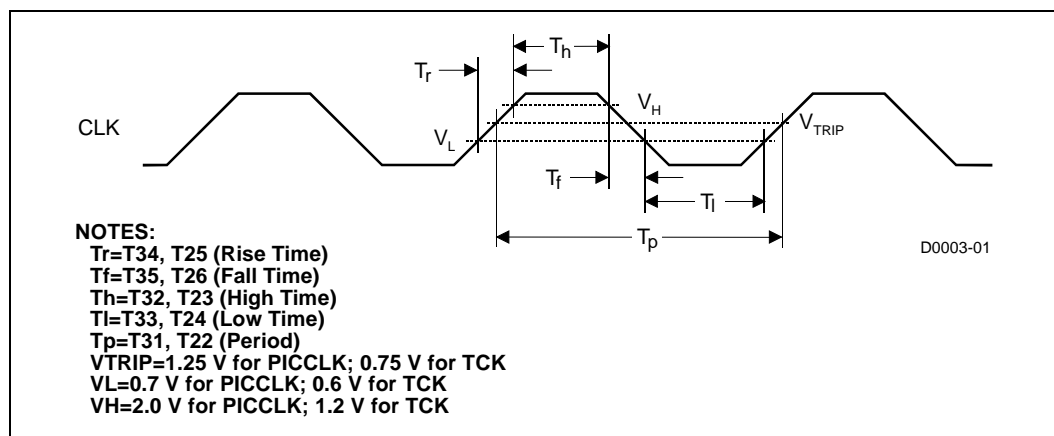 Th
Tr
CLK
VH
VL
VTRIP
Tf
Tl
Tp
D0003-01
NOTES:
Tr=T34, T25 (Rise Time)
Tf=T35, T26 (Fall Time)
Th=T32, T23 (High Time)
Tl=T33, T24 (Low Time)
Tp=T31, T22 (Period)
VTRIP=1.25 V for PICCLK; 0.75 V for TCK
VL=0.7 V for PICCLK; 0.6 V for TCK
VH=2.0 V for PICCLK; 1.2 V for TCK